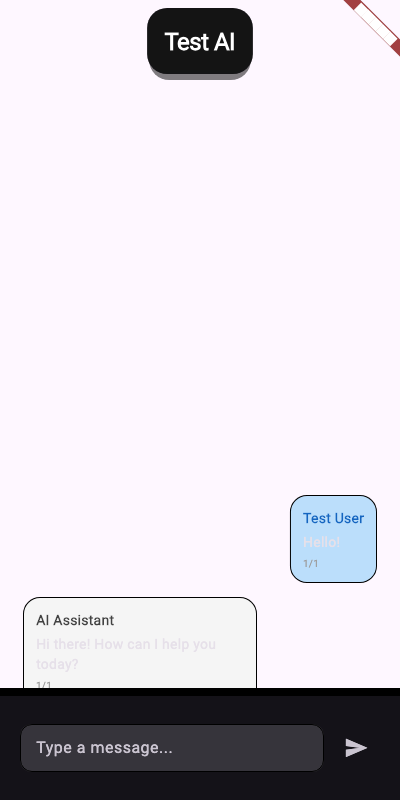 Test AI
Test User
Hello!
1/1
AI Assistant
Hi there! How can I help you
today?
1/1
Type a message...